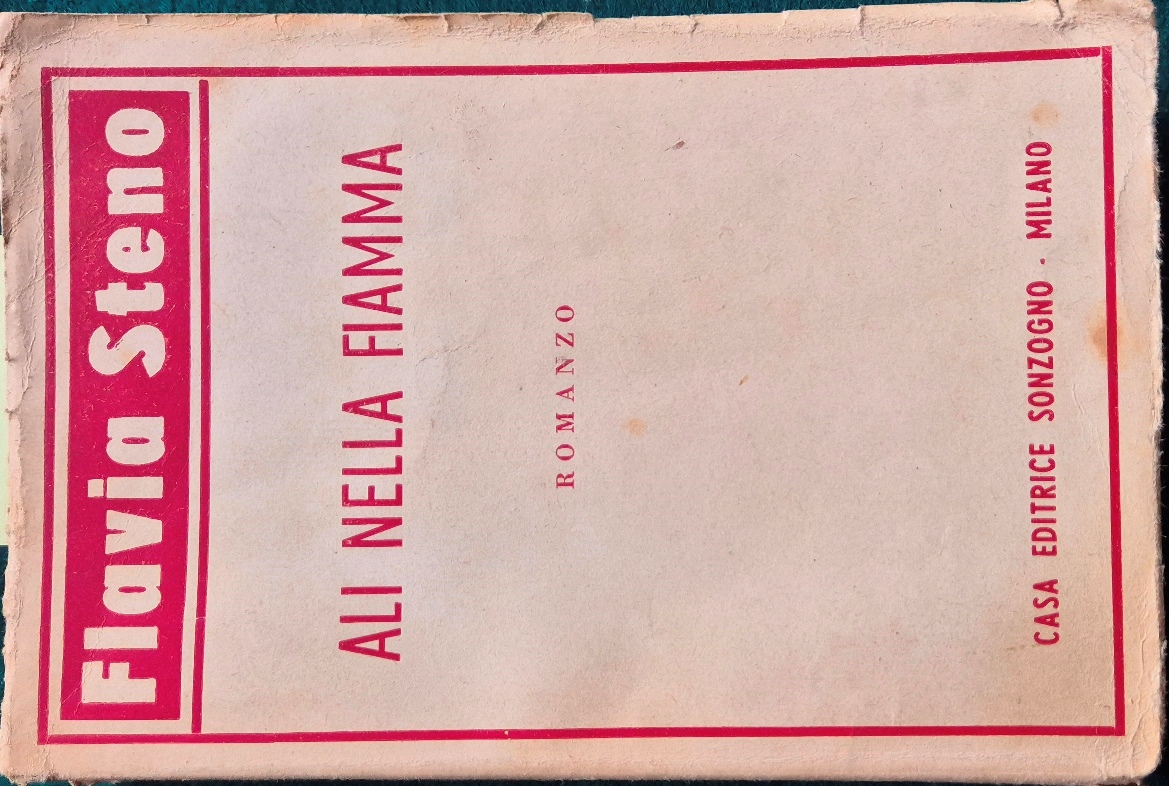 Flavia Steno
ALI NELLA FIAMMA
ROMANZO
CASA EDITRICE SONZOGNO - MILANO